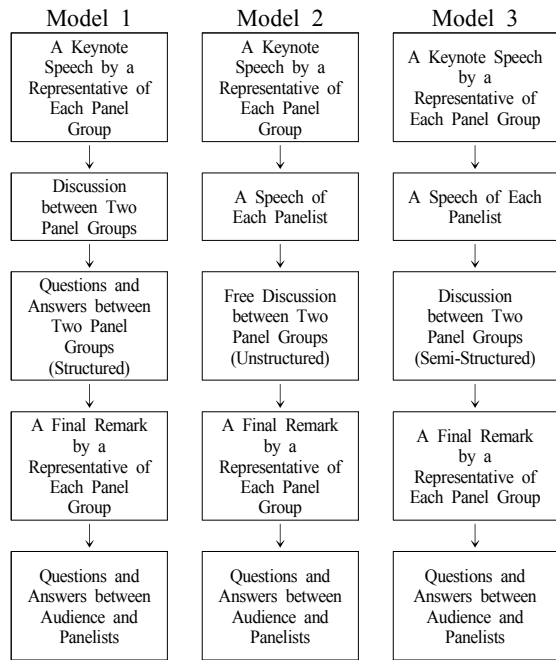 Model 1
A Keynote
Speech by a
Representative of
Each Panel
Group
Discussion
between Two
Panel Groups
Questions and
Answers between
Two Panel
Groups
(Structured)
A Final Remark
by a
Representative of
Each Panel
Group
Questions and
Answers between
Audience and
Panelists
Model 2
A Keynote
Speech by a
Representative of
Each Panel
Group
A Speech of
Each Panelist
Free Discussion
between Two
Panel Groups
(Unstructured)
A Final Remark
by a
Representative of
Each Panel
Group
Questions and
Answers between
Audience and
Panelists
Model 3
A Keynote Speech
by a
Representative of
Each Panel Group
A Speech of Each
Panelist
Discussion
between Two
Panel Groups
(Semi-Structured)
A Final Remark
by a
Representative of
Each Panel Group
Questions and
Answers between
Audience and
Panelists